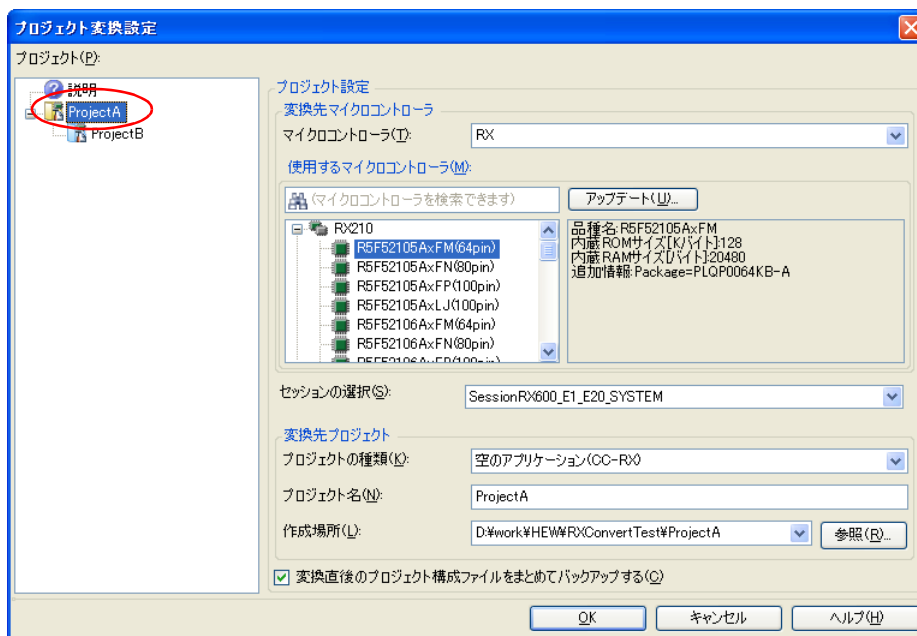 プロジェクト変換設定
プロジェクト(P):
説明
ProjectA
ProjectB
プロジェクト設定
変換先マイクロコントローラ
マイクロコントローラ(T):
RX
使用するマイクロコントローラ(M):
(マイクロコントローラを検索できます)
アップデート(U)...
RX210
R5F52105AxFM(64pin)
R5F52105AxFN(80pin)
R5F52105AxFP(100pin)
R5F52105AxLJ(100pin)
R5F52106AxFM(64pin)
R5F52106AxFN(80pin)
R5F52106AxFP(100pin)
品種名:R5F52105AxFM
内蔵ROMサイズ[Kバイト]:128
内蔵RAMサイズ[バイト]:20480
追加情報:Package=PLQP0064KB-A
セッションの選択(S):
SessionRX600_E1_E20_SYSTEM
変換先プロジェクト
プロジェクトの種類(K):
空のアプリケーション(CC-RX)
プロジェクト名(N):
ProjectA
作成場所(L):
D:¥work¥HEW¥RXConvertTest¥ProjectA
参照(R)...
変換直後のプロジェクト構成ファイルをまとめてバックアップする(C)
OK
キャンセル
ヘルプ(H)